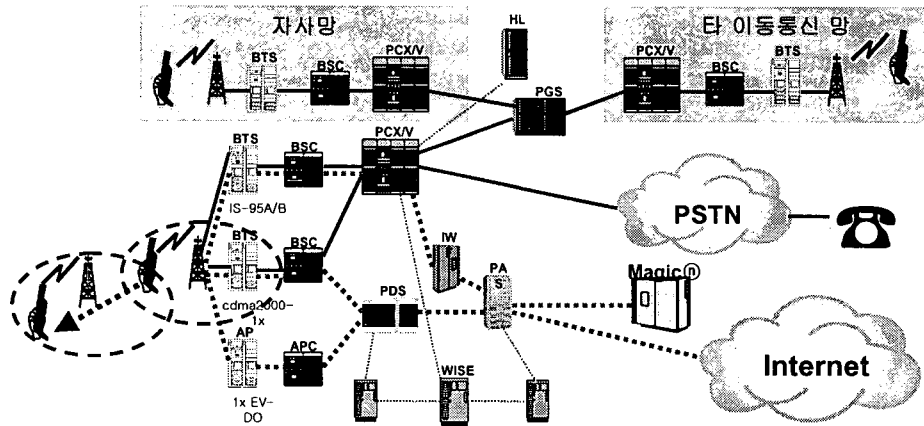 자사망
타 이동통신 망
HL
PCX/V
BTS
BSC
PGS
PCX/V
BSC
BTS
PCX/V
BTS
BSC
IS-95A/B
PSTN
BTS
BSC
IW
PA
S
Magicⓝ
cdma2000-
1x
PDS
AP
APC
WISE
Internet
1x EV-
DO